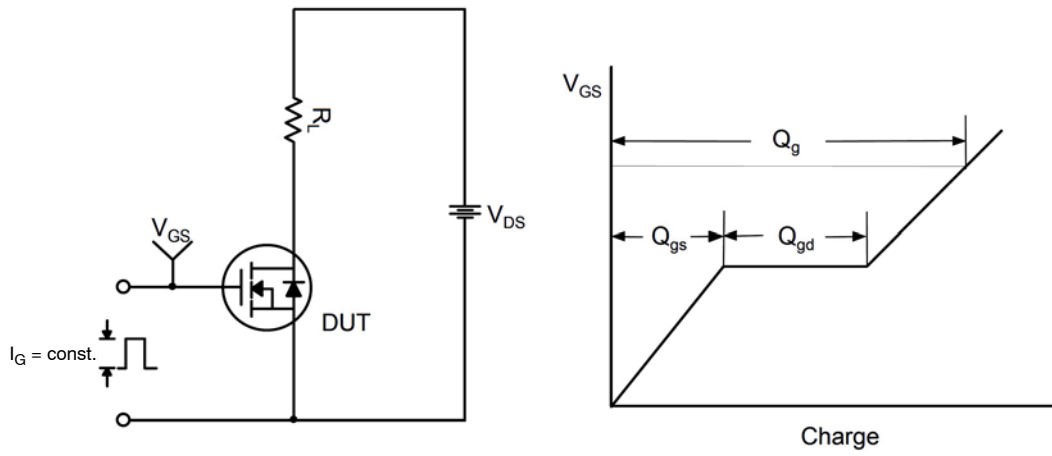 R_L
V_GS
V_DS
DUT
I_G = const.
V_GS
Q_g
Q_gs
Q_gd
Charge